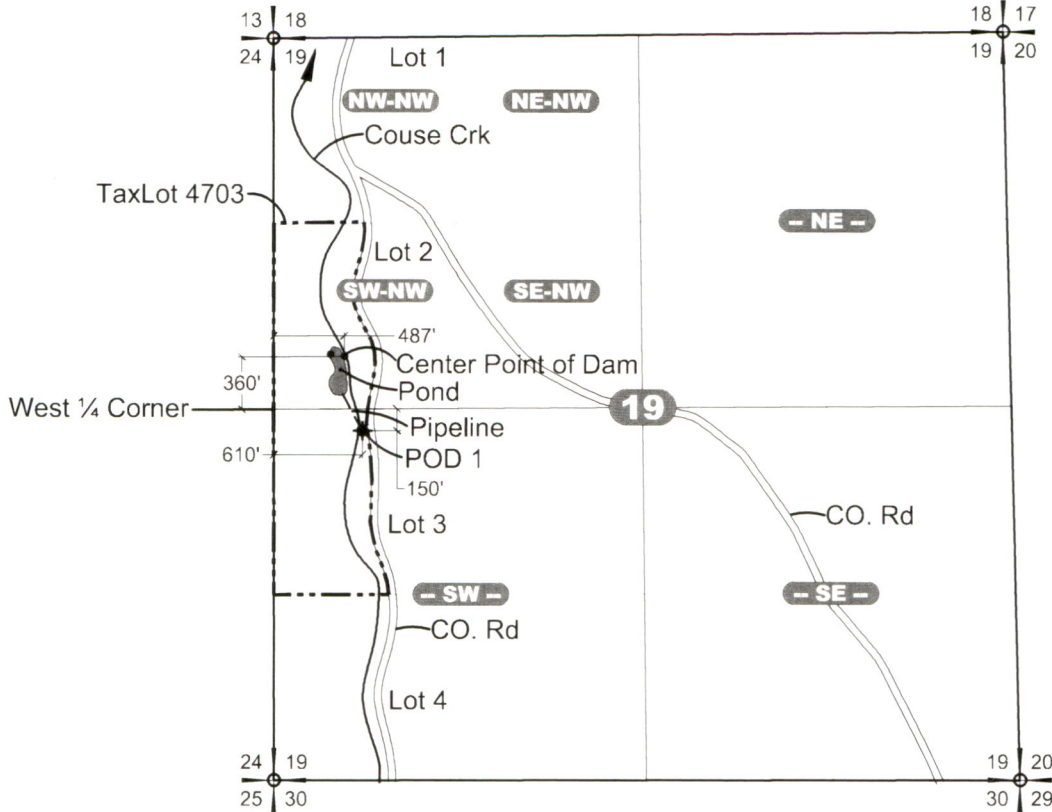 13 18
18 17
24 19
19 20
Lot 1
NW-NW
NE-NW
Couse Crk
TaxLot 4703
-- NE --
Lot 2
SW-NW
SE-NW
487'
Center Point of Dam
360'
Pond
West ¼ Corner
19
Pipeline
610'
POD 1
150'
Lot 3
CO. Rd
-- SW --
-- SE --
CO. Rd
Lot 4
24 19
19 20
25 30
30 29